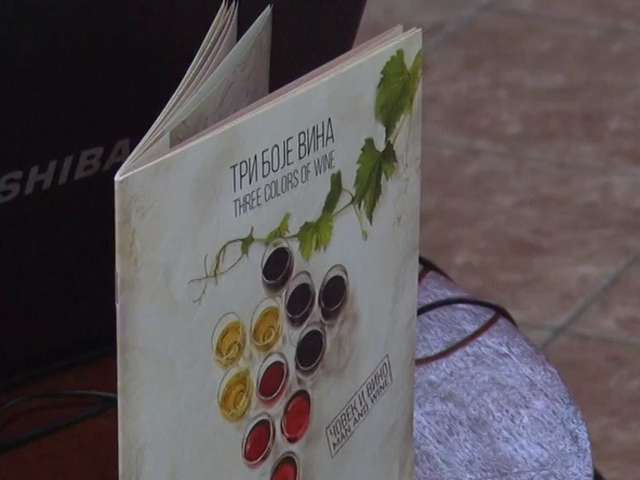 SHIBA
ТРИ БОЈЕ ВИНА
THREE COLORS OF WINE
ЧОВЕК И ВИНО
MAN AND WINE